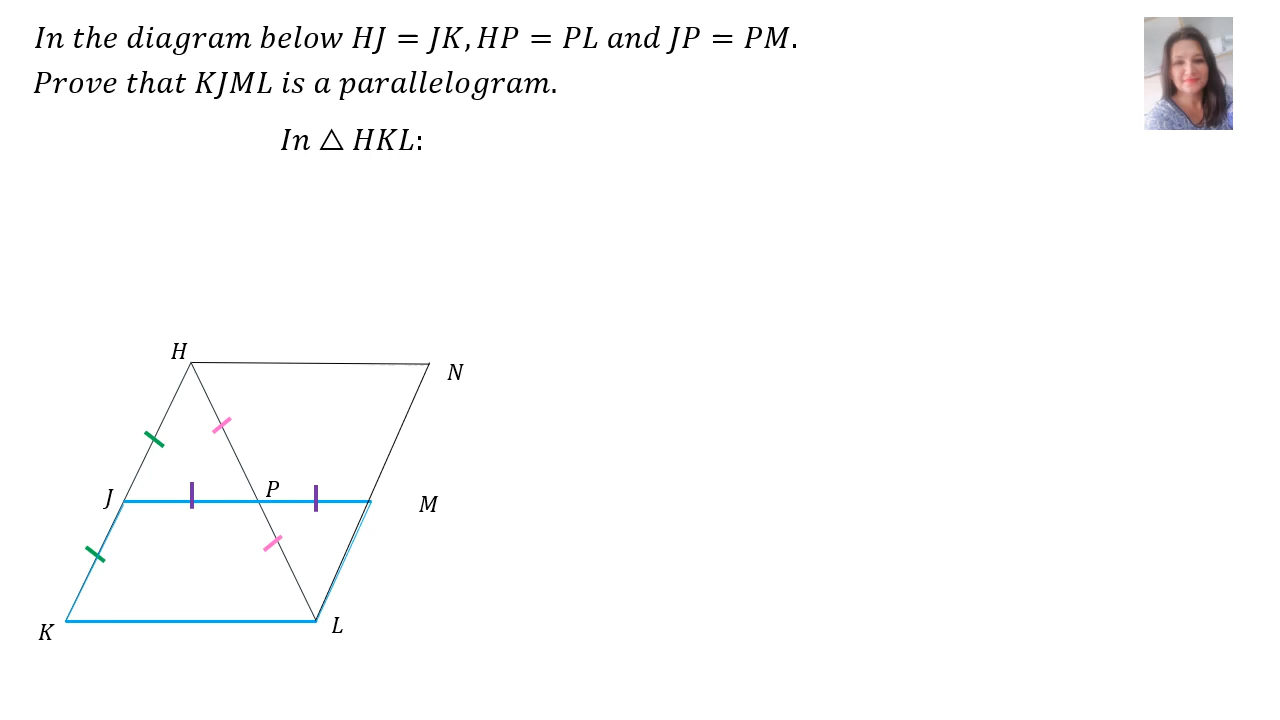 In the diagram below HJ = JK, HP = PL and JP = PM.
Prove that KJML is a parallelogram.
In △ HKL:
H
N
J
P
M
K
L